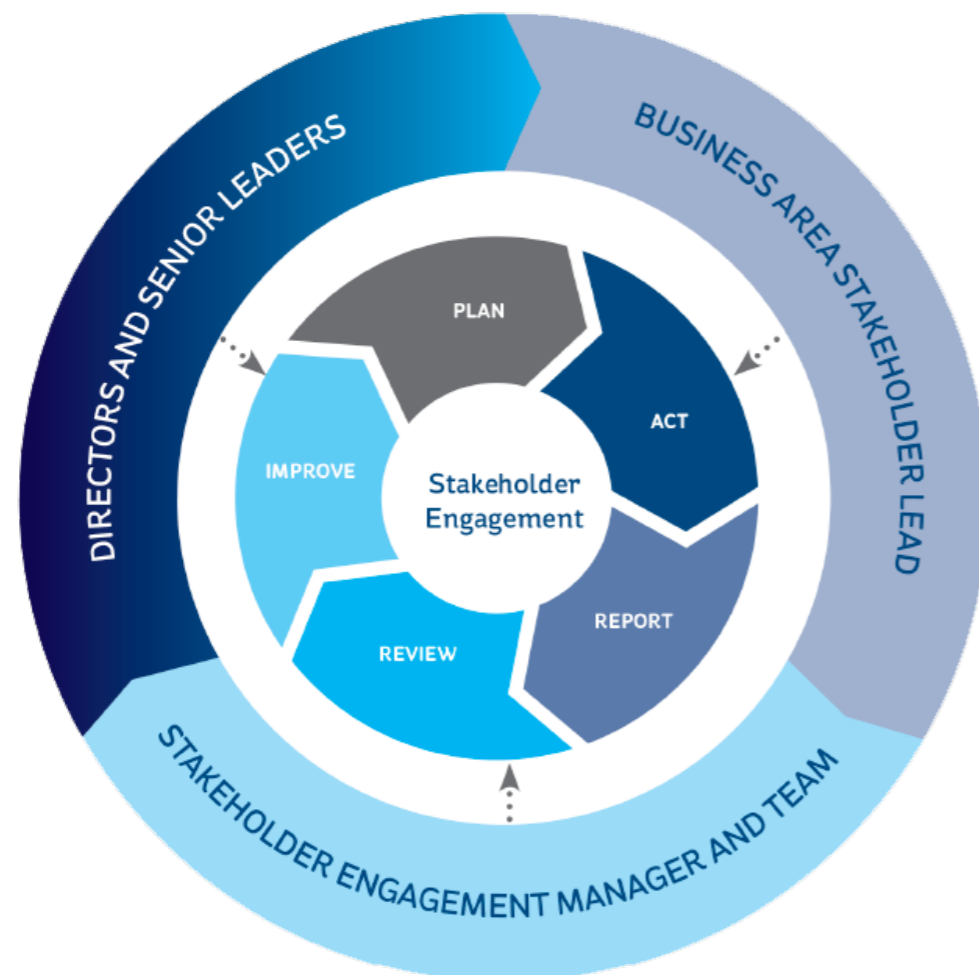 DIRECTORS AND SENIOR LEADERS
BUSINESS AREA STAKEHOLDER LEAD
STAKEHOLDER ENGAGEMENT MANAGER AND TEAM
PLAN
ACT
REPORT
REVIEW
IMPROVE
Stakeholder
Engagement